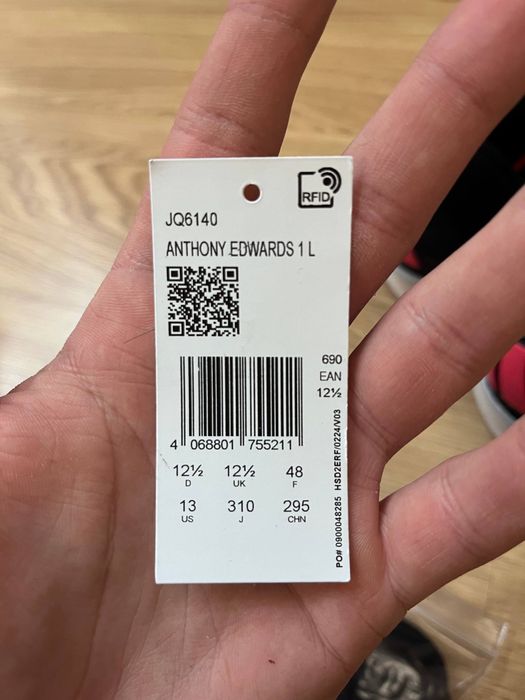 RFID
JQ6140
ANTHONY EDWARDS 1 L
690
EAN
12½
4 068801 755211
12½ 12½ 48
D UK F
13 310 295
US J CHN
PO# 0900048285 HSD2ERF/0224/V03